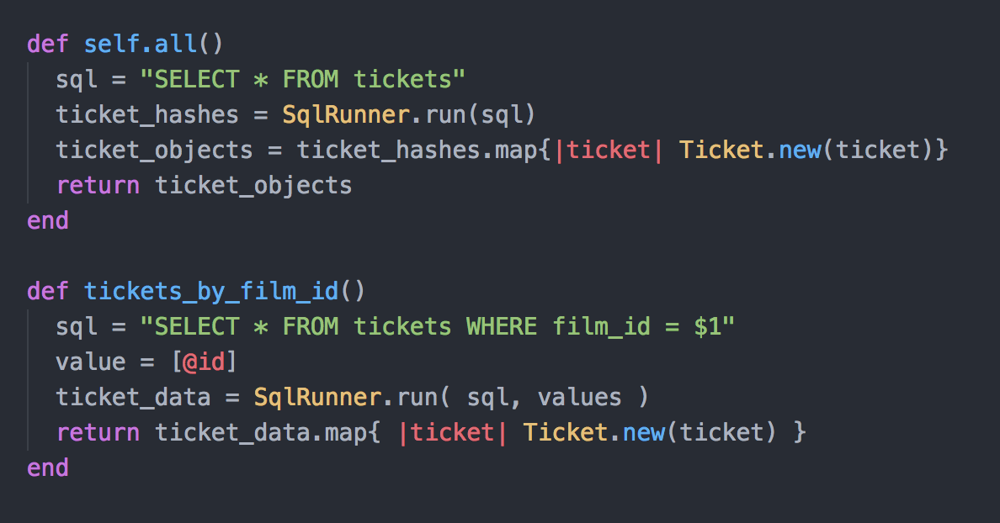 def self.all()
  sql = "SELECT * FROM tickets"
  ticket_hashes = SqlRunner.run(sql)
  ticket_objects = ticket_hashes.map{|ticket| Ticket.new(ticket)}
  return ticket_objects
end

def tickets_by_film_id()
  sql = "SELECT * FROM tickets WHERE film_id = $1"
  value = [@id]
  ticket_data = SqlRunner.run( sql, values )
  return ticket_data.map{ |ticket| Ticket.new(ticket) }
end